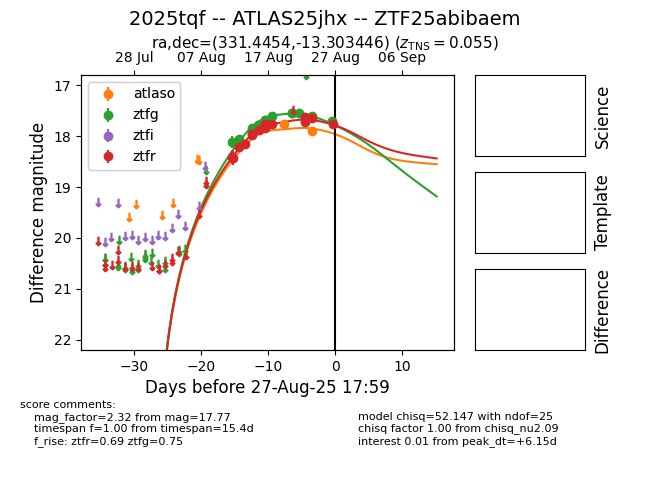 2025tqf -- ATLAS25jhx -- ZTF25abibaem
ra,dec=(331.4454,-13.303446) (z_TNS = 0.055)
28 Jul 07 Aug 17 Aug 27 Aug 06 Sep
atlaso
ztfg
ztfi
ztfr
17
18
19
20
21
22
Difference magnitude
−30 −20 −10 0 10
Days before 27-Aug-25 17:59
Science
Template
Difference
score comments:
mag_factor=2.32 from mag=17.77
timespan f=1.00 from timespan=15.4d
f_rise: ztfr=0.69 ztfg=0.75
model chisq=52.147 with ndof=25
chisq factor 1.00 from chisq_nu2.09
interest 0.01 from peak_dt=+6.15d